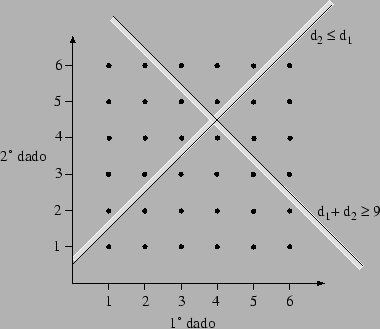 d₂ ≤ d₁
6
5
4
2° dado
3
2
d₁+ d₂ ≥ 9
1
1 2 3 4 5 6
1° dado